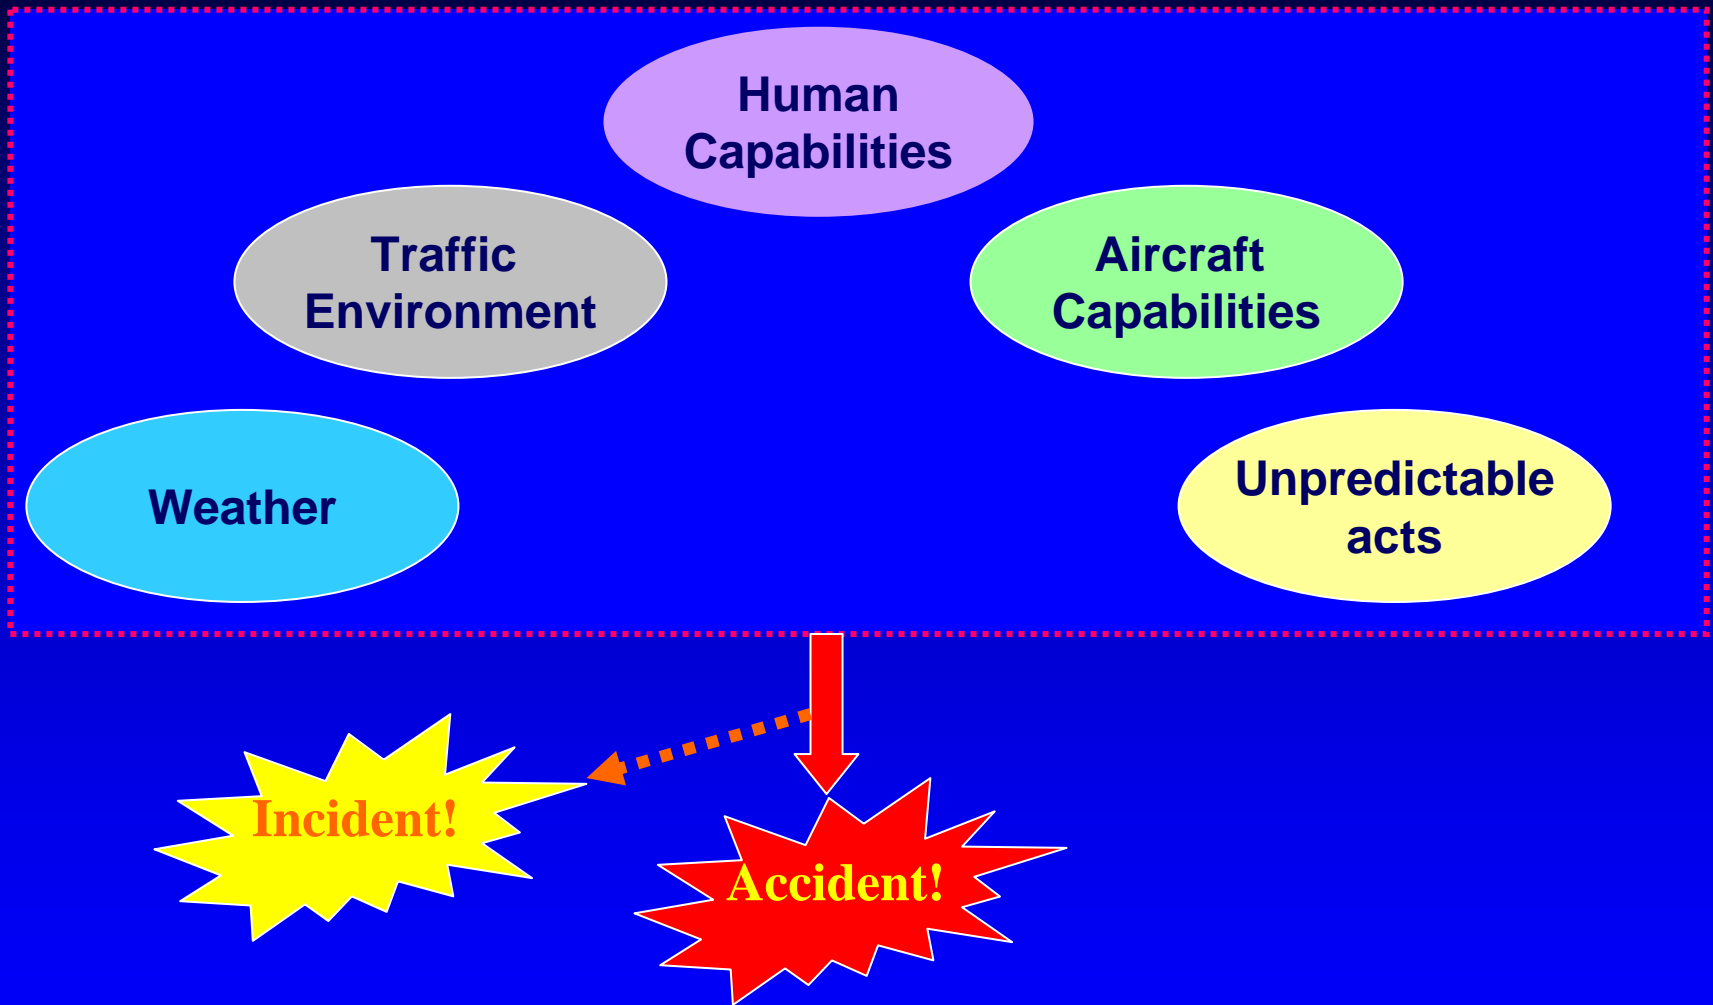 Human
Capabilities
Traffic
Environment
Aircraft
Capabilities
Weather
Unpredictable
acts
Incident!
Accident!